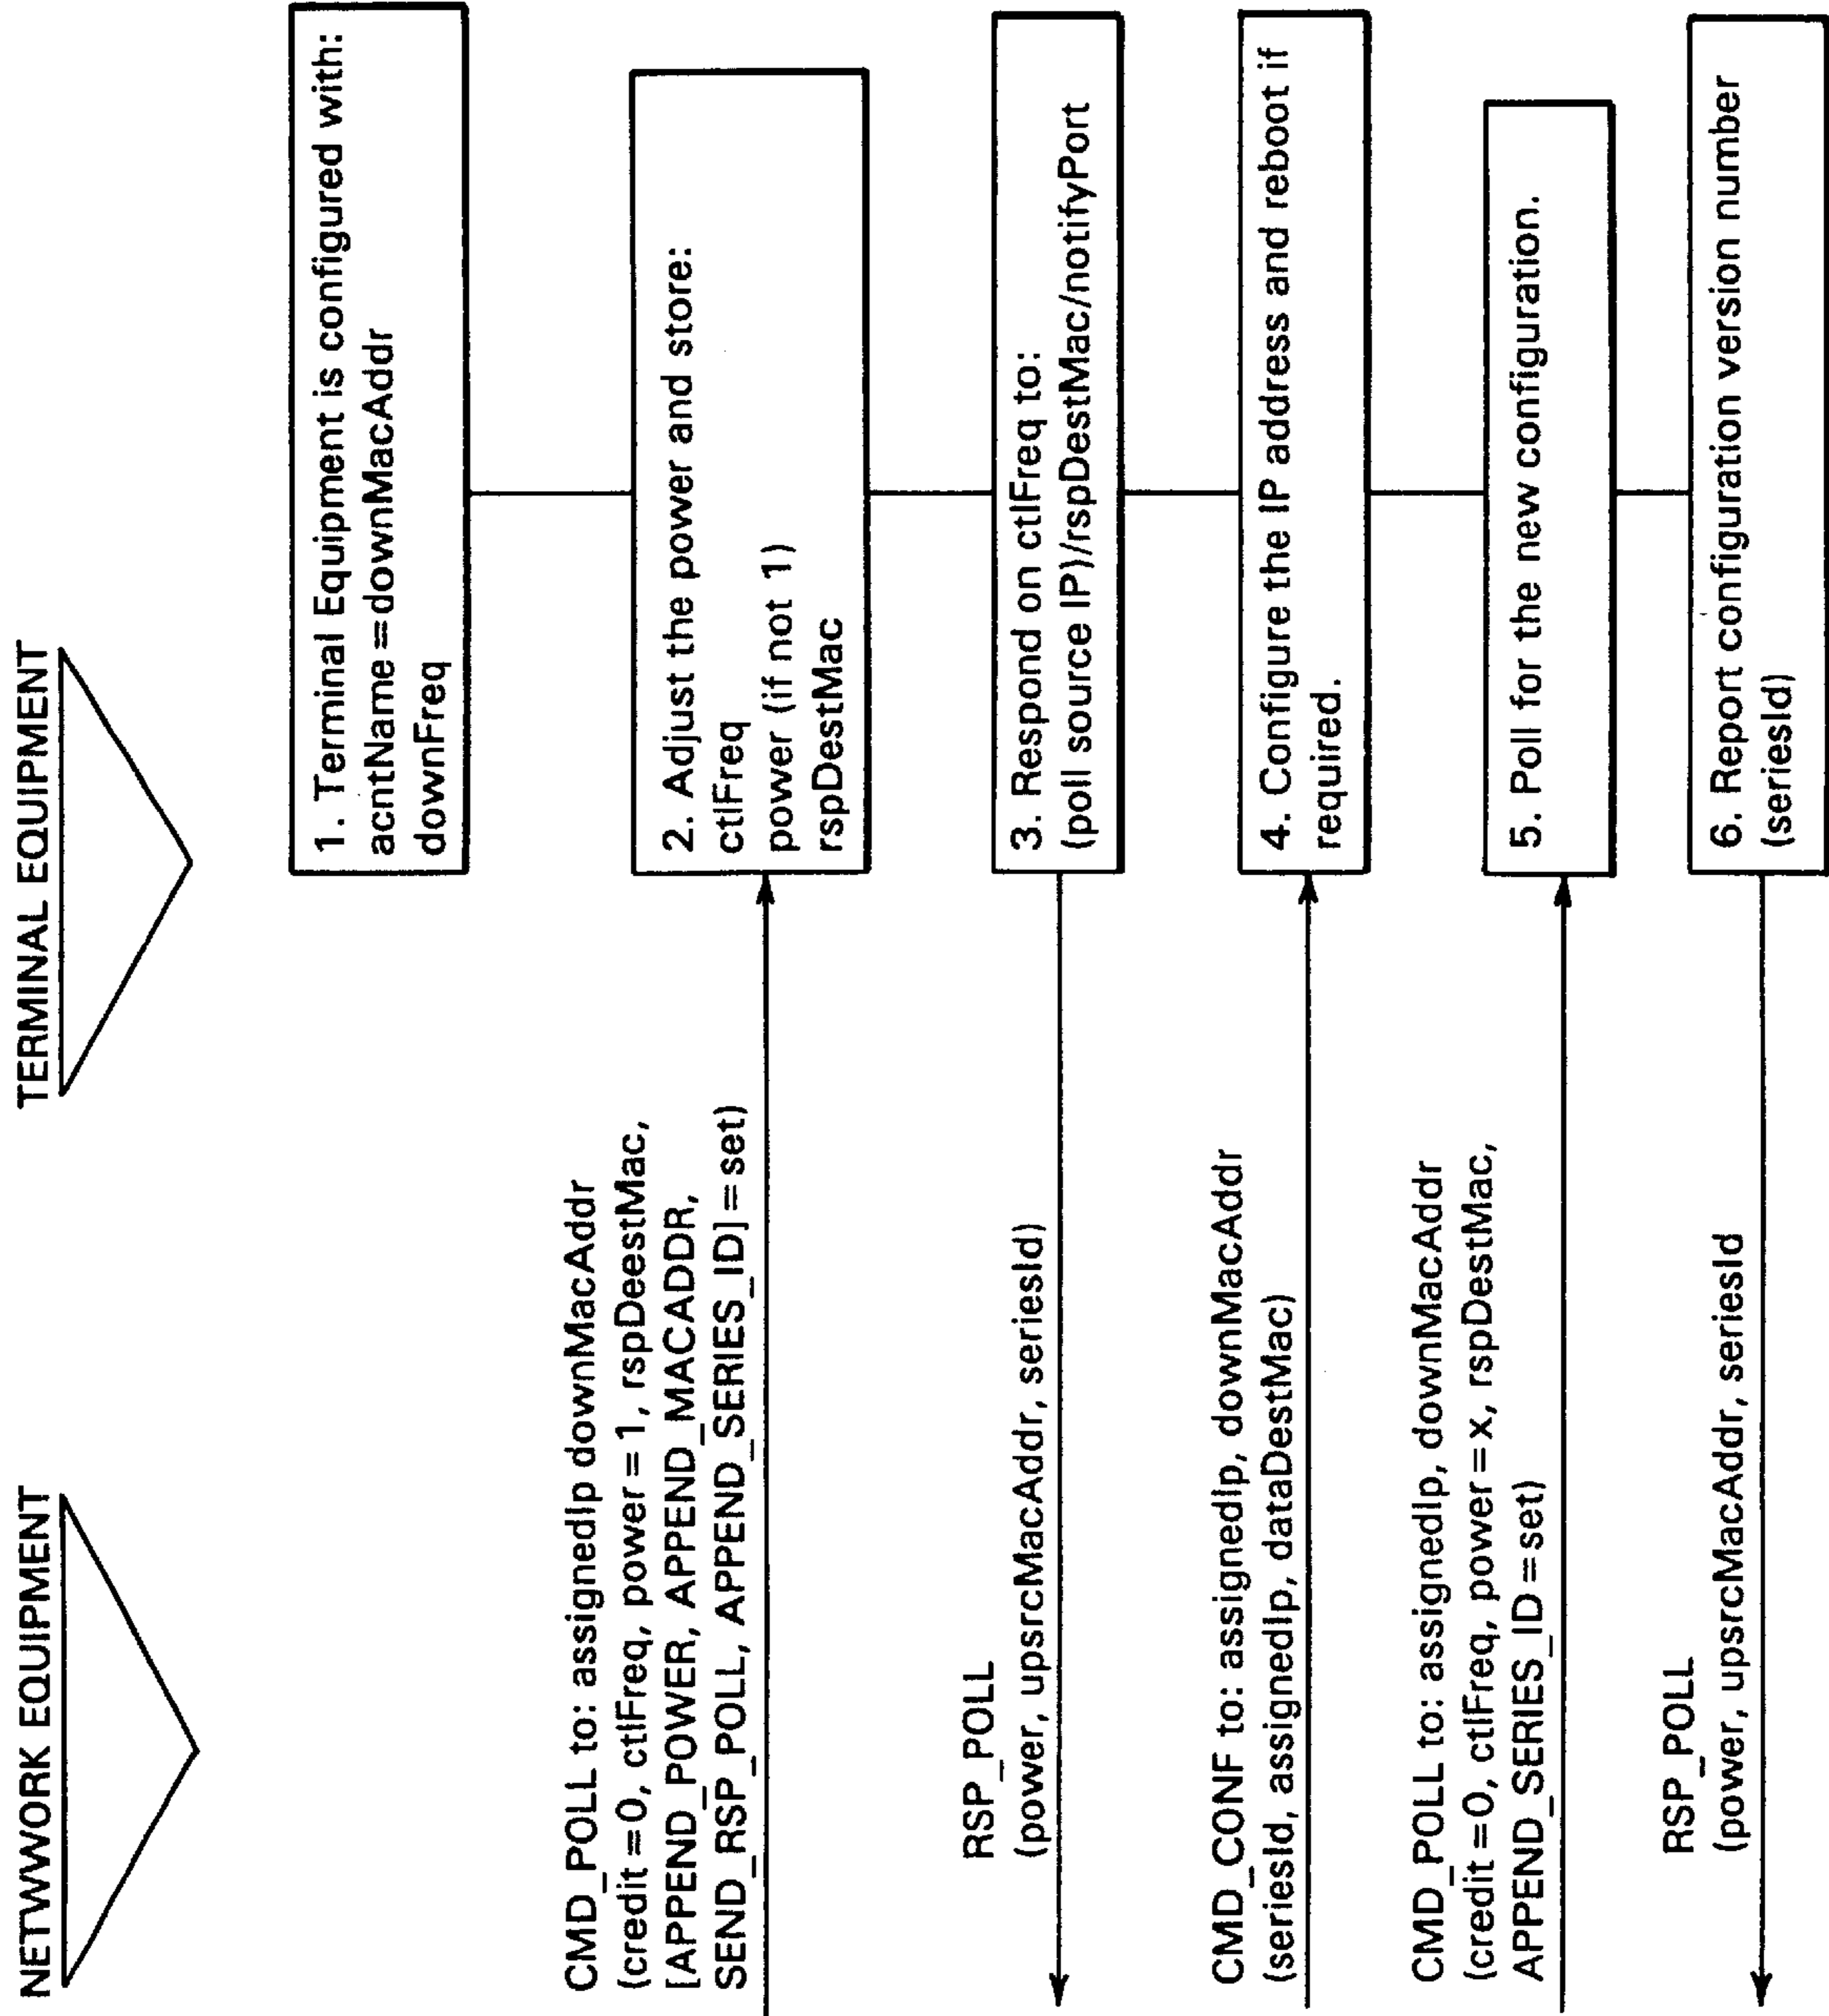 NETWWORK EQUIPMENT
TERMINAL EQUIPMENT
1. Terminal Equipment is configured with:
acntName=downMacAddr
downFreq
CMD_POLL to: assignedIp downMacAddr
(credit=0, ctlFreq, power=1, rspDeestMac,
[APPEND_POWER, APPEND_MACADDR,
SEND_RSP_POLL, APPEND_SERIES_ID]=set)
2. Adjust the power and store:
ctlFreq
power (if not 1)
rspDestMac
RSP_POLL
(power, upsrcMacAddr, seriesId)
3. Respond on ctlFreq to:
(poll source IP)/rspDestMac/notifyPort
CMD_CONF to: assignedIp, downMacAddr
(seriesId, assignedIp, dataDestMac)
4. Configure the IP address and reboot if
required.
CMD_POLL to: assignedIp, downMacAddr
(credit=0, ctlFreq, power=x, rspDestMac,
APPEND_SERIES_ID=set)
5. Poll for the new configuration.
RSP_POLL
(power, upsrcMacAddr, seriesId
6. Report configuration version number
(seriesId)